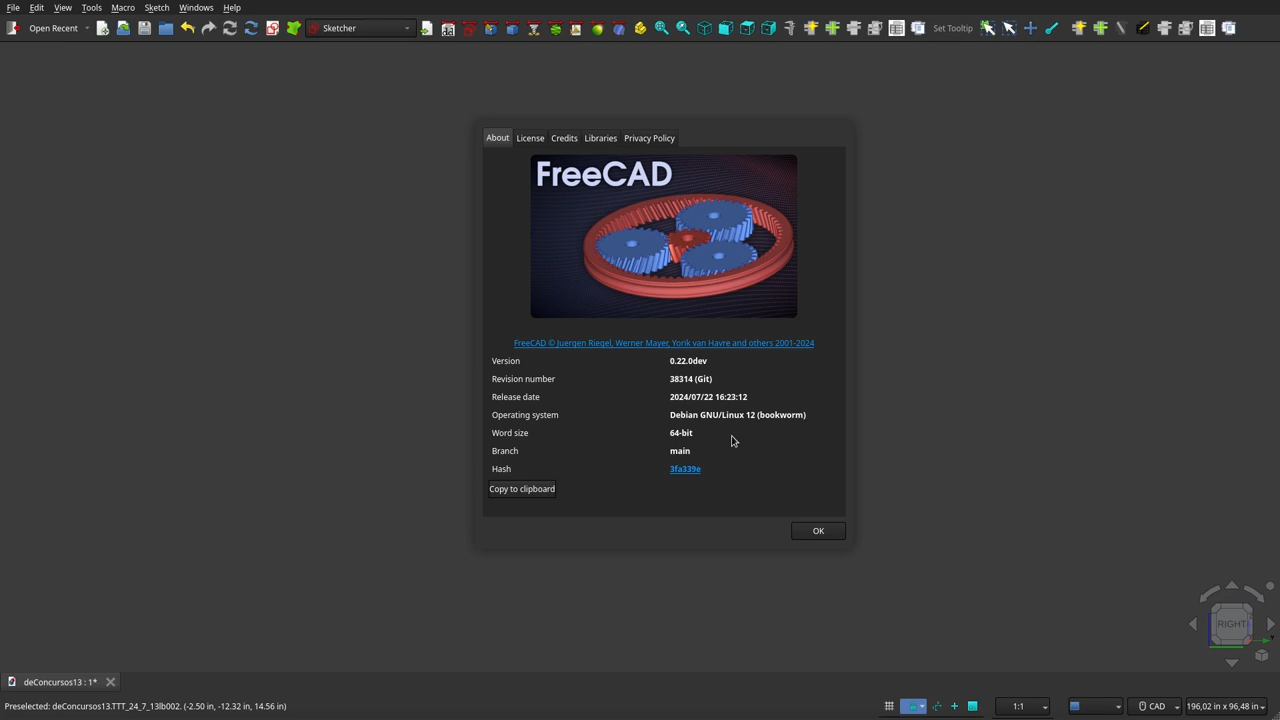 File Edit View Tools Macro Sketch Windows Help
Open Recent Sketcher Set Tooltip
About License Credits Libraries Privacy Policy
FreeCAD
FreeCAD © Juergen Riegel, Werner Mayer, Yorik van Havre and others 2001-2024
Version 0.22.0dev
Revision number 38314 (Git)
Release date 2024/07/22 16:23:12
Operating system Debian GNU/Linux 12 (bookworm)
Word size 64-bit
Branch main
Hash 3fa339e
Copy to clipboard
OK
RIGHT
deConcursos13 : 1*
Preselected: deConcursos13.TTT_24_7_13lb002. (-2.50 in, -12.32 in, 14.56 in) 1:1 CAD 196,02 in x 96,48 in